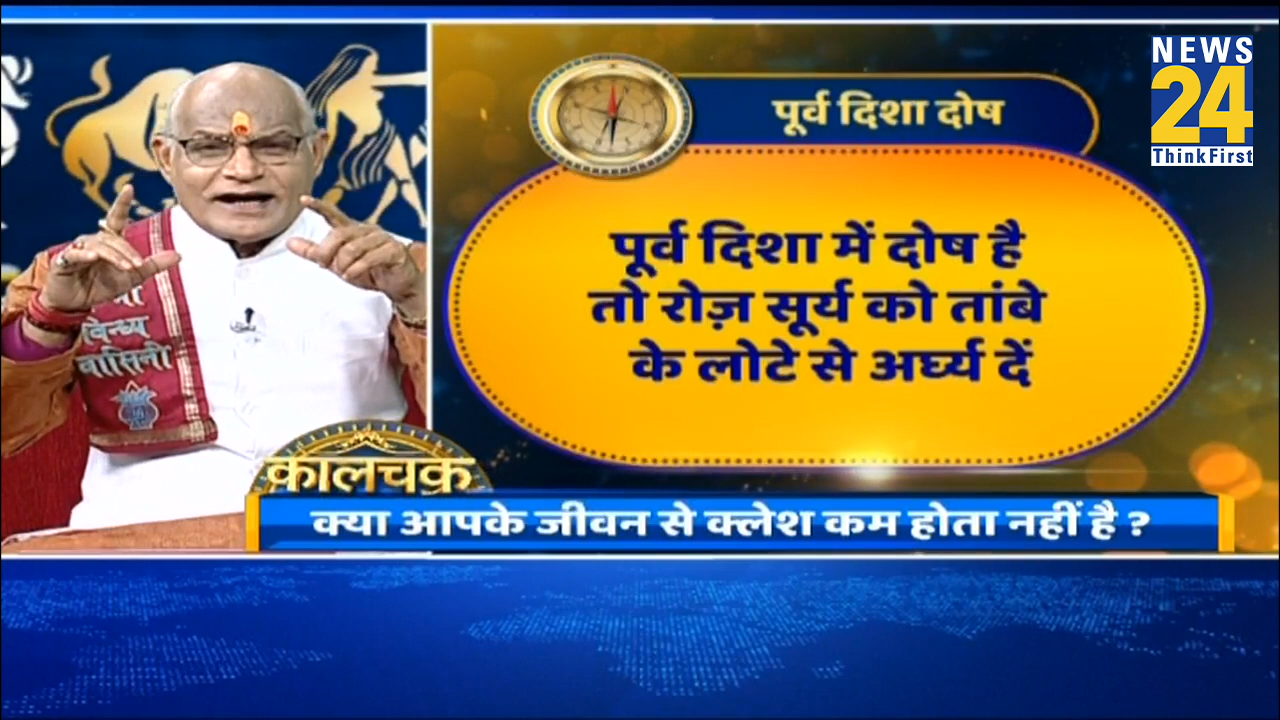 NEWS
24
ThinkFirst
पूर्व दिशा दोष
पूर्व दिशा में दोष है
तो रोज़ सूर्य को तांबे
के लोटे से अर्घ्य दें
विन्ध्य
वासिनी
कालचक्र
क्या आपके जीवन से क्लेश कम होता नहीं है ?